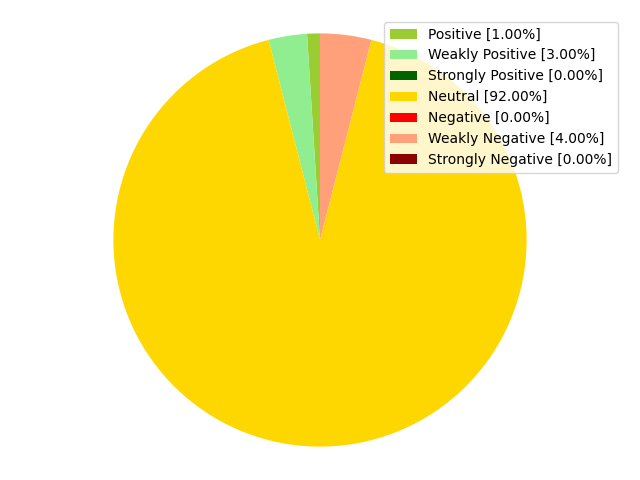 Positive [1.00%]
Weakly Positive [3.00%]
Strongly Positive [0.00%]
Neutral [92.00%]
Negative [0.00%]
Weakly Negative [4.00%]
Strongly Negative [0.00%]